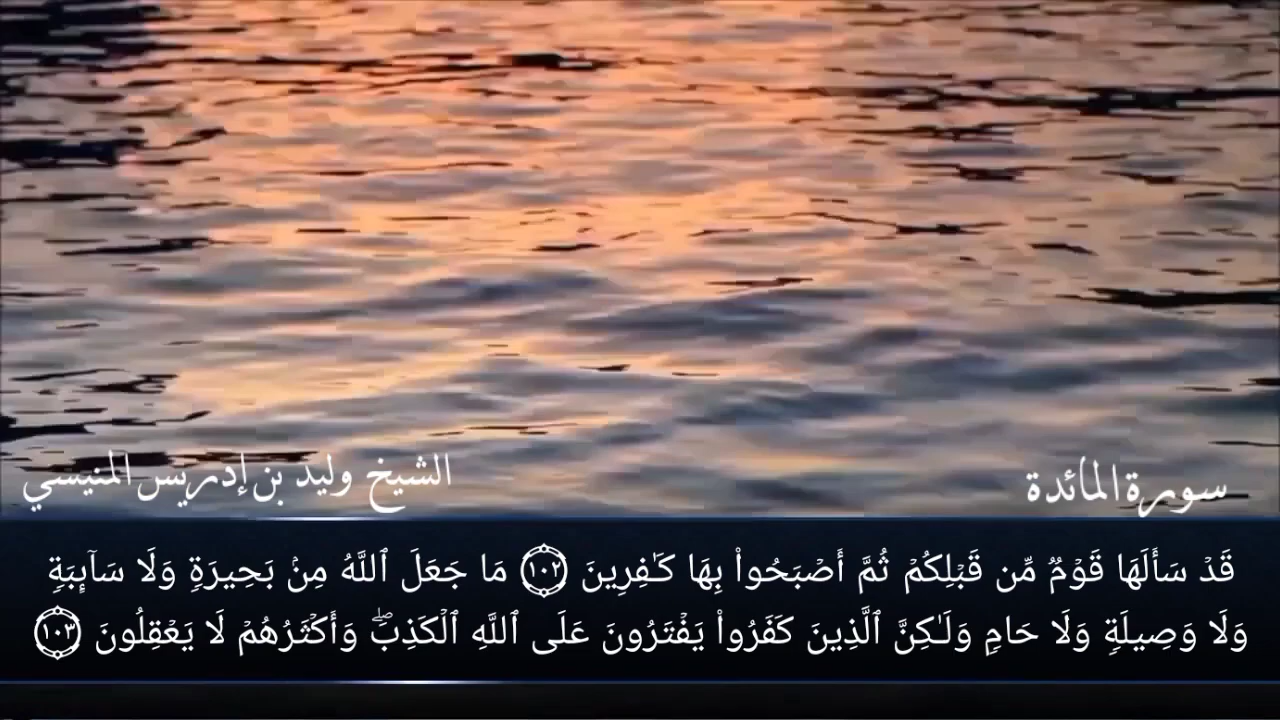 سورة المائدة
الشيخ وليد بن إدريس المنيسي
قَدۡ سَأَلَهَا قَوۡمٞ مِّن قَبۡلِكُمۡ ثُمَّ أَصۡبَحُواْ بِهَا كَٰفِرِينَ ١٠٢ مَا جَعَلَ ٱللَّهُ مِنۢ بَحِيرَةٖ وَلَا سَآئِبَةٖ
وَلَا وَصِيلَةٖ وَلَا حَامٖ وَلَٰكِنَّ ٱلَّذِينَ كَفَرُواْ يَفۡتَرُونَ عَلَى ٱللَّهِ ٱلۡكَذِبَۖ وَأَكۡثَرُهُمۡ لَا يَعۡقِلُونَ ١٠٣